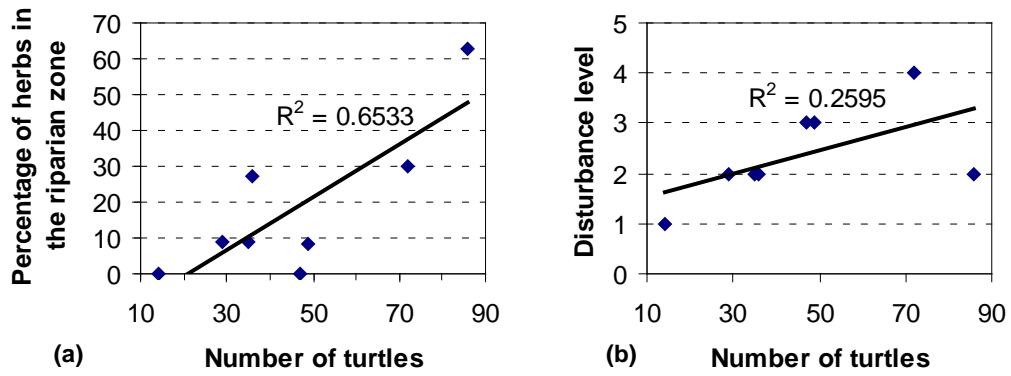 Percentage of herbs in
the riparian zone
70
60
50
40
30
20
10
0
R² = 0.6533
10 30 50 70 90
(a) Number of turtles
Disturbance level
5
4
3
2
1
0
R² = 0.2595
10 30 50 70 90
(b) Number of turtles